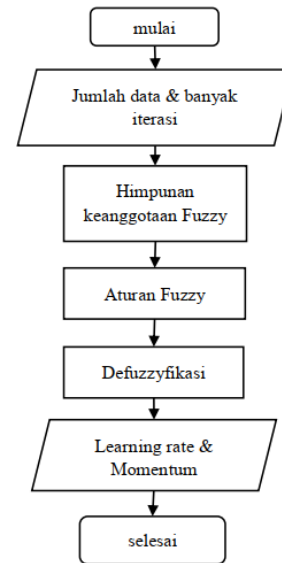 mulai
Jumlah data & banyak
iterasi
Himpunan
keanggotaan Fuzzy
Aturan Fuzzy
Defuzzyfikasi
Learning rate &
Momentum
selesai